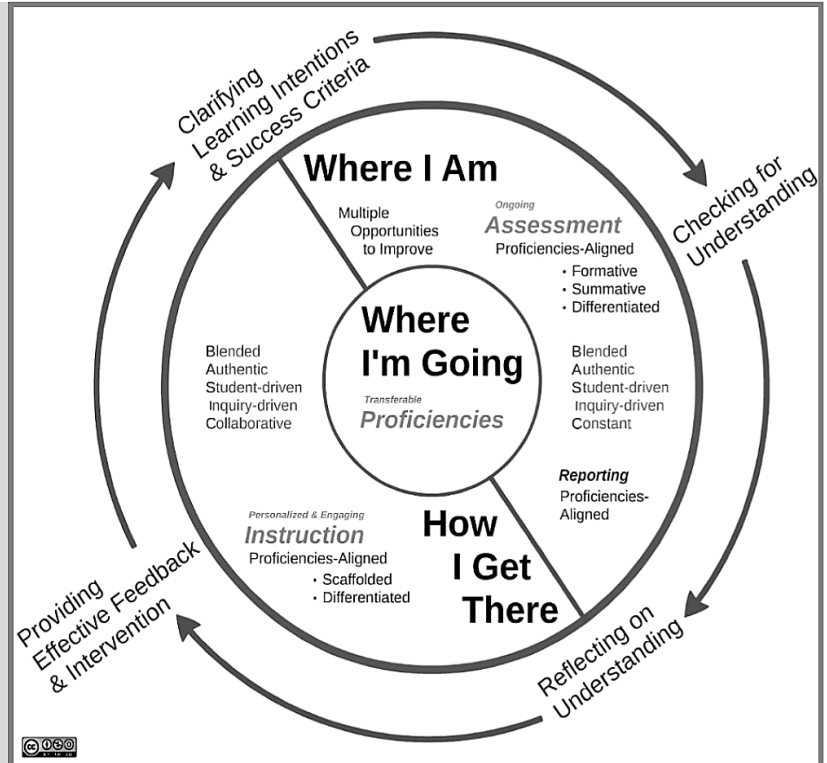 Clarifying
Learning Intentions
& Success Criteria
Checking for
Understanding
Reflecting on
Understanding
Providing
Effective Feedback
& Intervention
Where I Am
Multiple
Opportunities
to Improve
Ongoing
Assessment
Proficiencies-Aligned
• Formative
• Summative
• Differentiated
Blended
Authentic
Student-driven
Inquiry-driven
Constant
Reporting
Proficiencies-
Aligned
Where
I'm Going
Transferable
Proficiencies
Blended
Authentic
Student-driven
Inquiry-driven
Collaborative
Personalized & Engaging
Instruction
Proficiencies-Aligned
• Scaffolded
• Differentiated
How
I Get
There
cc